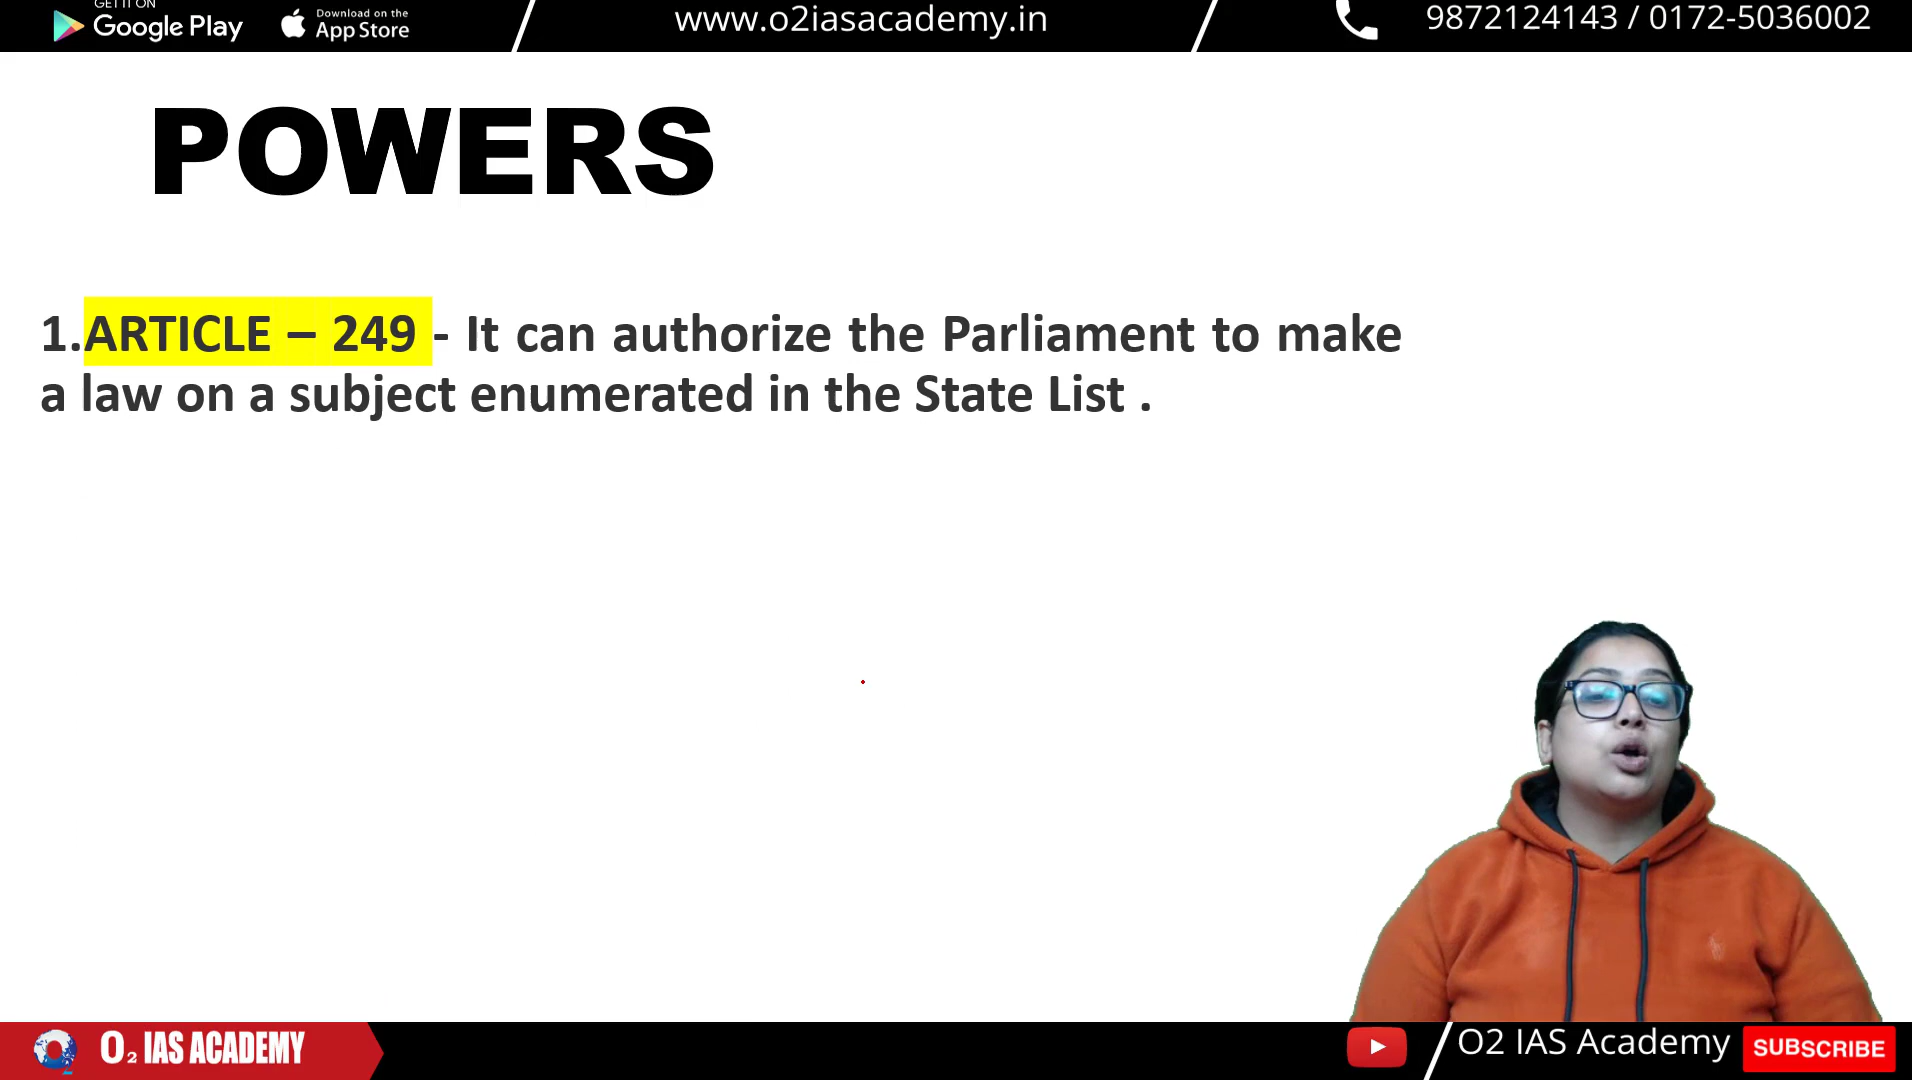 GET IT ON
Google Play
Download on the
App Store
www.o2iasacademy.in
9872124143 / 0172-5036002
POWERS
1.ARTICLE – 249 - It can authorize the Parliament to make
a law on a subject enumerated in the State List .
O2 IAS ACADEMY
O2 IAS Academy
SUBSCRIBE